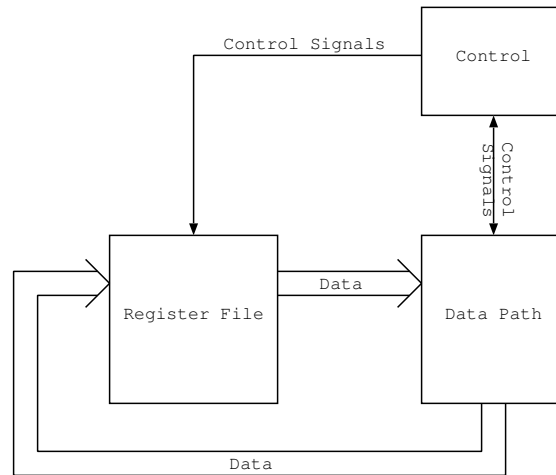 Control Signals
Control
Control
Signals
Register File
Data
Data Path
Data